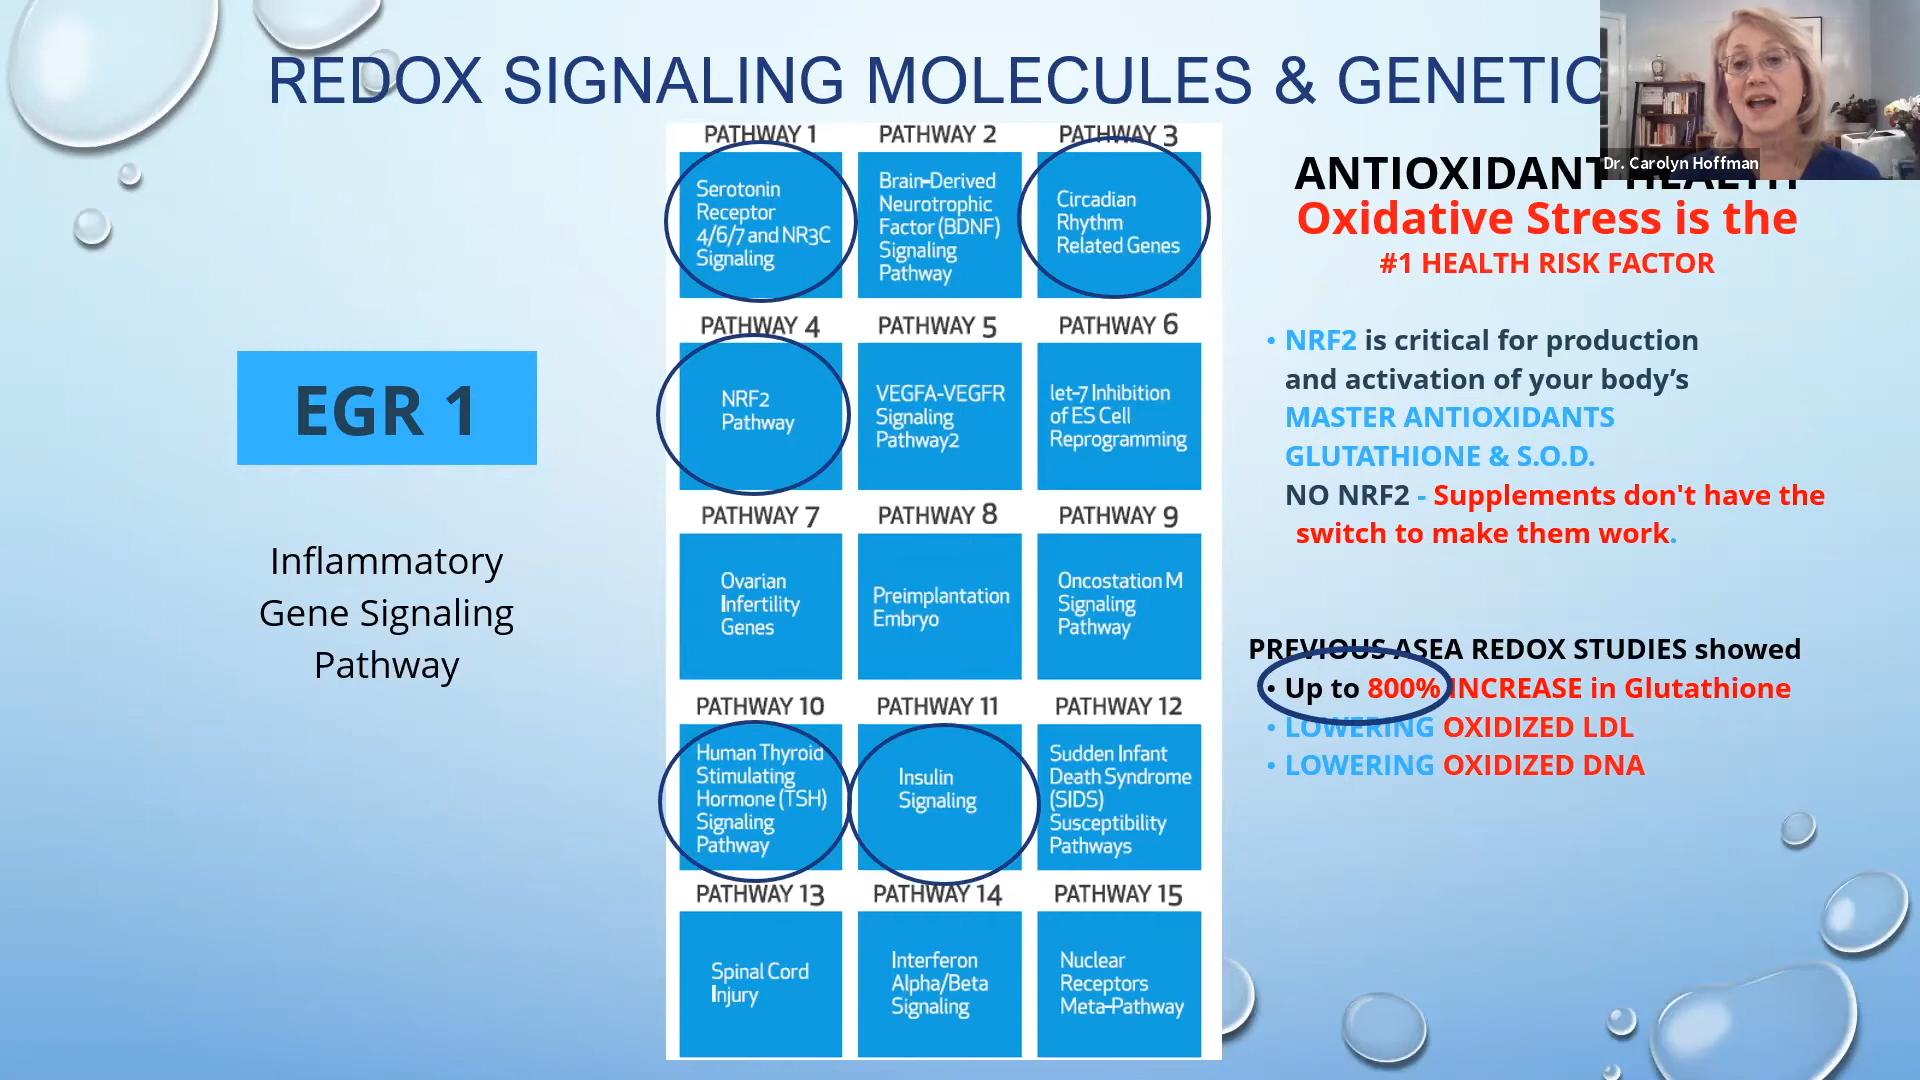 REDOX SIGNALING MOLECULES & GENETIC
Dr. Carolyn Hoffman
EGR 1
Inflammatory
Gene Signaling
Pathway
PATHWAY 1
Serotonin
Receptor
4/6/7 and NR3C
Signaling
PATHWAY 2
Brain-Derived
Neurotrophic
Factor (BDNF)
Signaling
Pathway
PATHWAY 3
Circadian
Rhythm
Related Genes
PATHWAY 4
NRF2
Pathway
PATHWAY 5
VEGFA-VEGFR
Signaling
Pathway2
PATHWAY 6
let-7 Inhibition
of ES Cell
Reprogramming
PATHWAY 7
Ovarian
Infertility
Genes
PATHWAY 8
Preimplantation
Embryo
PATHWAY 9
Oncostation M
Signaling
Pathway
PATHWAY 10
Human Thyroid
Stimulating
Hormone (TSH)
Signaling
Pathway
PATHWAY 11
Insulin
Signaling
PATHWAY 12
Sudden Infant
Death Syndrome
(SIDS)
Susceptibility
Pathways
PATHWAY 13
Spinal Cord
Injury
PATHWAY 14
Interferon
Alpha/Beta
Signaling
PATHWAY 15
Nuclear
Receptors
Meta-Pathway
ANTIOXIDANT HEALTH
Oxidative Stress is the
#1 HEALTH RISK FACTOR
• NRF2 is critical for production
and activation of your body's
MASTER ANTIOXIDANTS
GLUTATHIONE & S.O.D.
NO NRF2 - Supplements don't have the
switch to make them work.
PREVIOUS ASEA REDOX STUDIES showed
• Up to 800% INCREASE in Glutathione
• LOWERING OXIDIZED LDL
• LOWERING OXIDIZED DNA